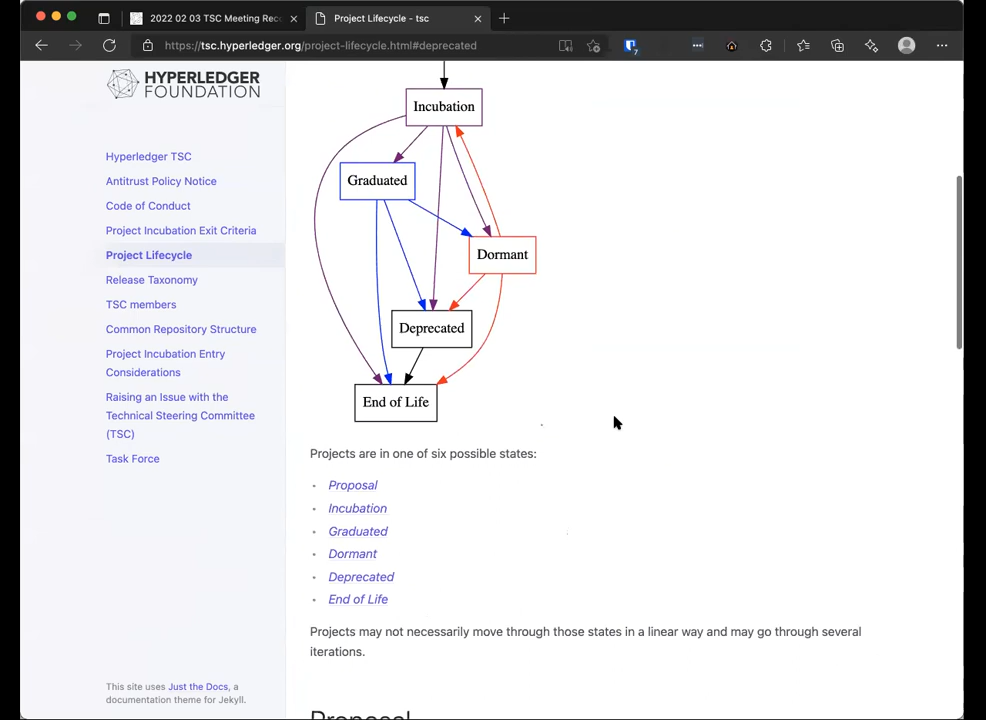 2022 02 03 TSC Meeting Rec
Project Lifecycle - tsc
https://tsc.hyperledger.org/project-lifecycle.html#deprecated
7
HYPERLEDGER
FOUNDATION
Hyperledger TSC
Antitrust Policy Notice
Code of Conduct
Project Incubation Exit Criteria
Project Lifecycle
Release Taxonomy
TSC members
Common Repository Structure
Project Incubation Entry
Considerations
Raising an Issue with the
Technical Steering Committee
(TSC)
Task Force
This site uses Just the Docs, a
documentation theme for Jekyll.
Incubation
Graduated
Dormant
Deprecated
End of Life
Projects are in one of six possible states:
Proposal
Incubation
Graduated
Dormant
Deprecated
End of Life
Projects may not necessarily move through those states in a linear way and may go through several
iterations.
Proposal